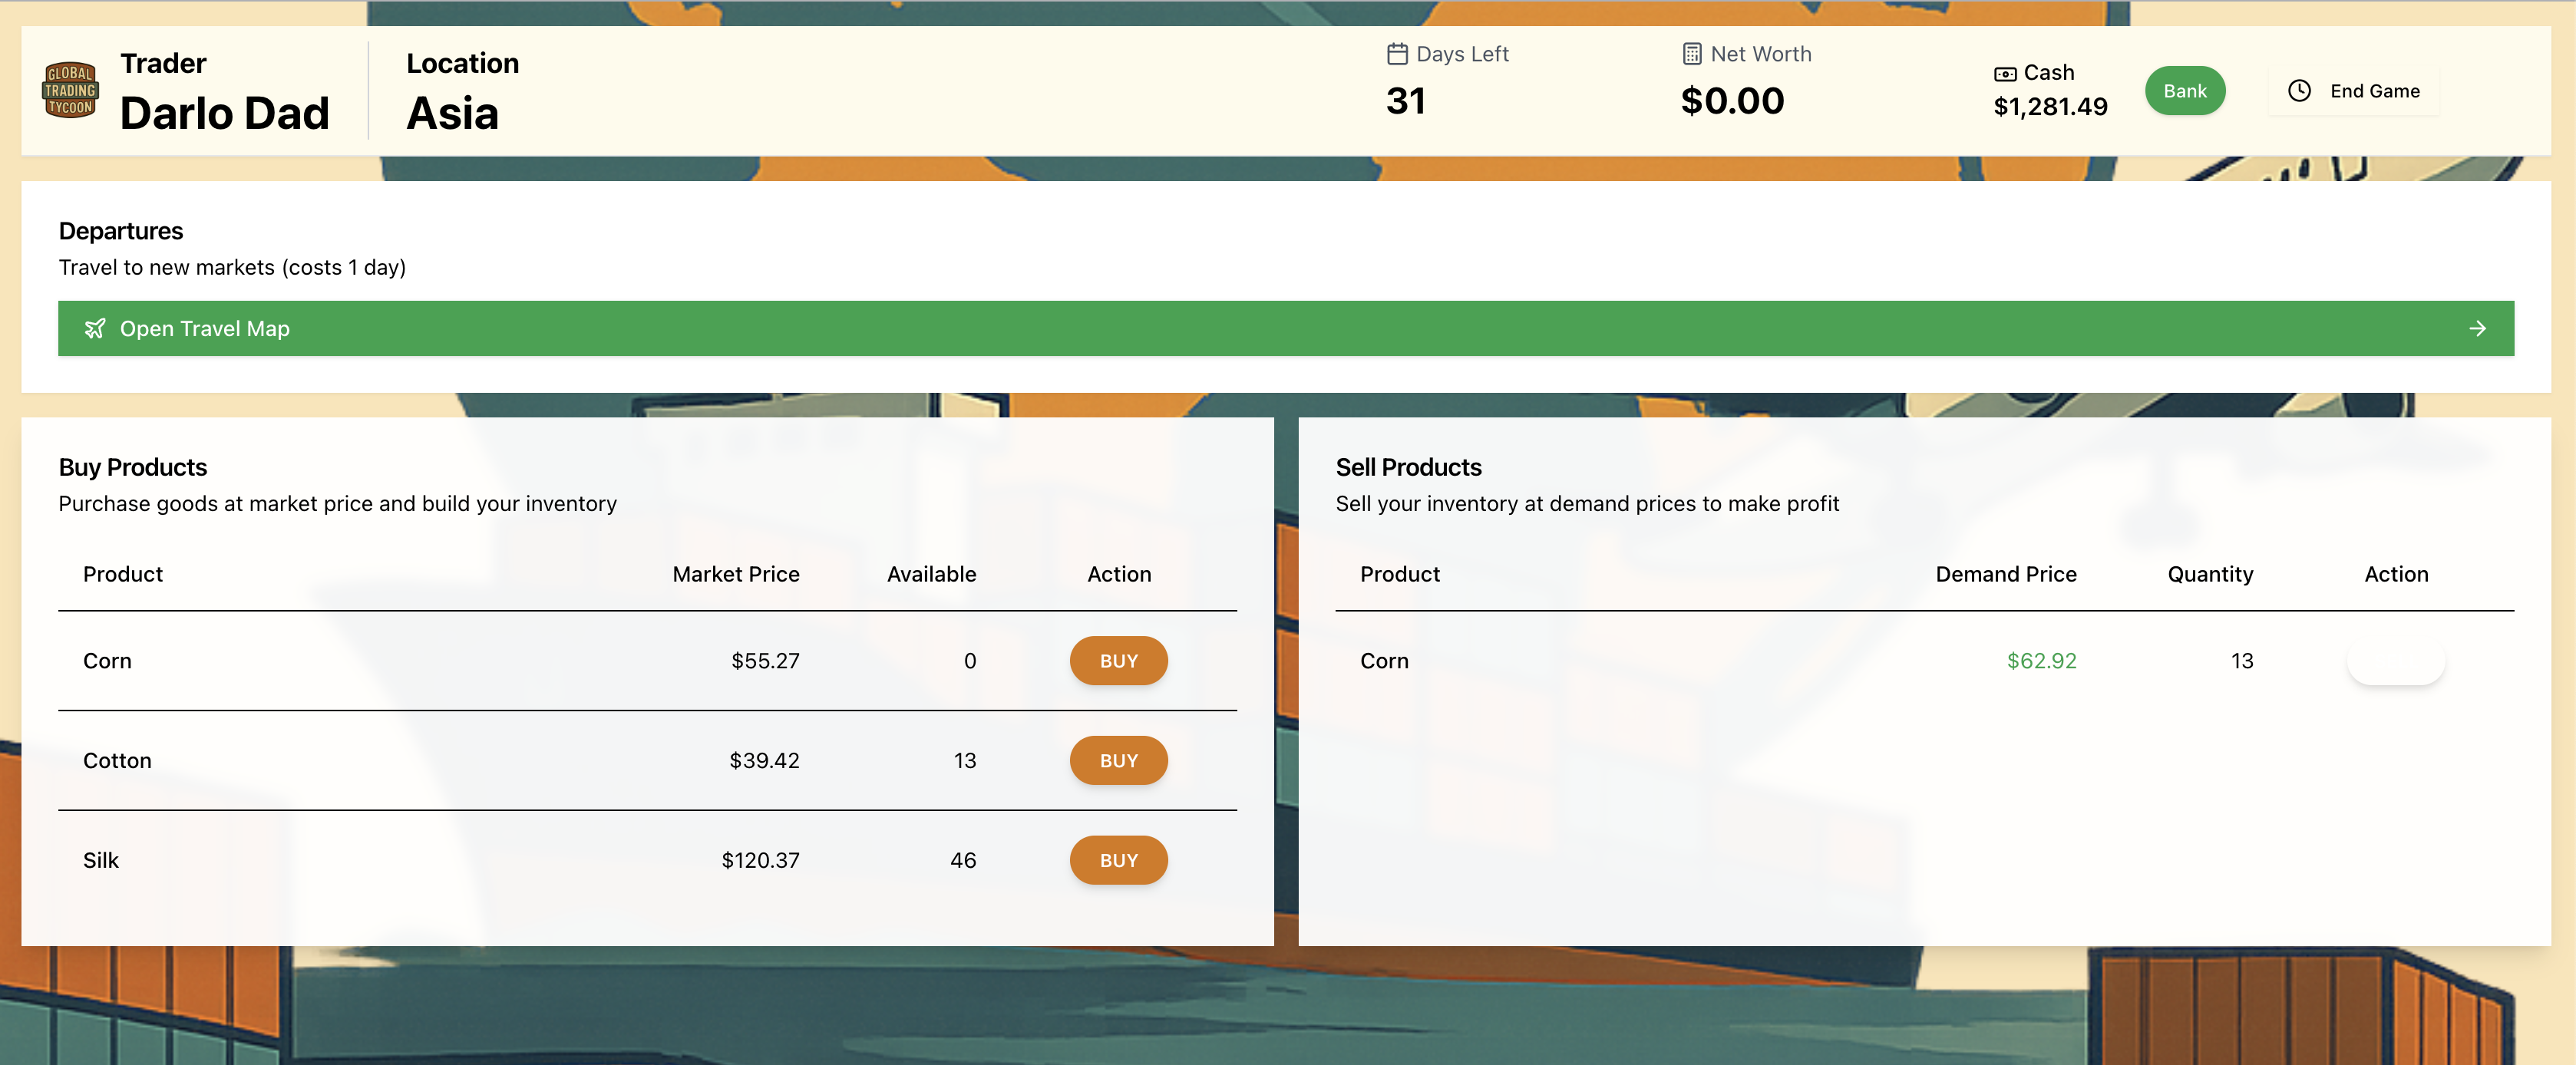 GLOBAL
TRADING
TYCOON
Trader
Darlo Dad
Location
Asia
Days Left
31
Net Worth
$0.00
Cash
$1,281.49
Bank
End Game
Departures
Travel to new markets (costs 1 day)
Open Travel Map
Buy Products
Purchase goods at market price and build your inventory
Product Market Price Available Action
Corn $55.27 0 BUY
Cotton $39.42 13 BUY
Silk $120.37 46 BUY
Sell Products
Sell your inventory at demand prices to make profit
Product Demand Price Quantity Action
Corn $62.92 13